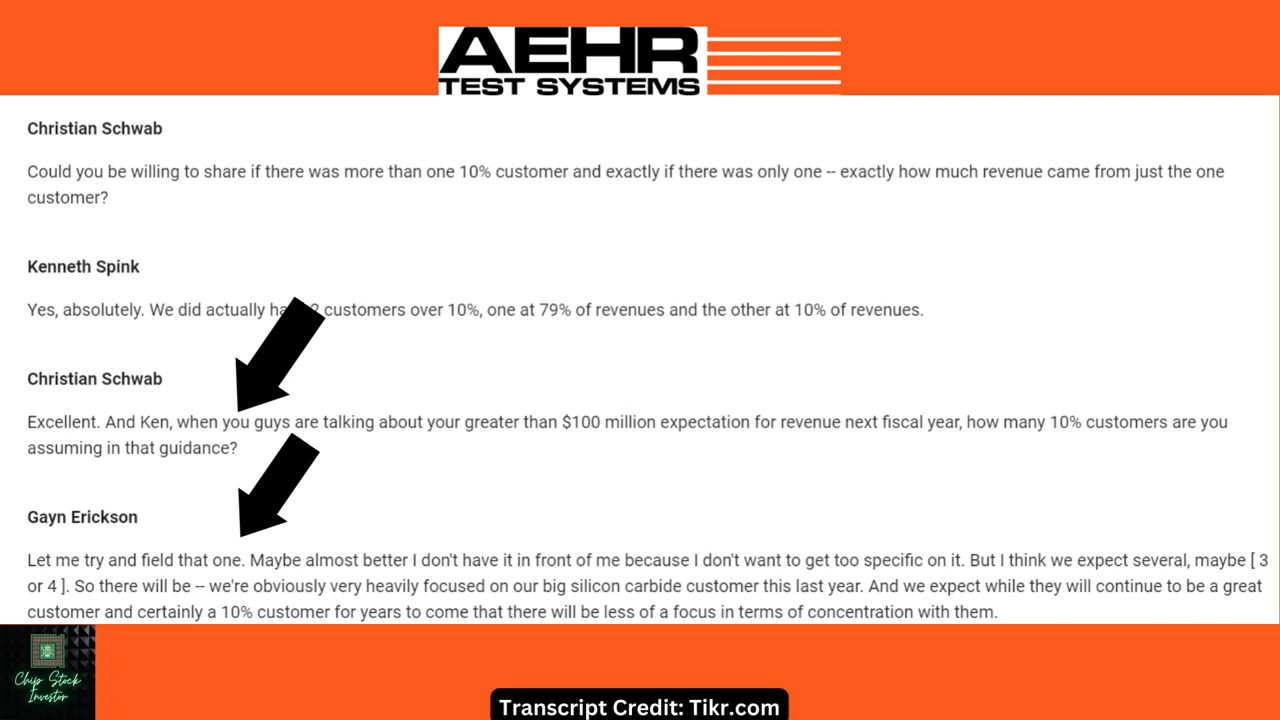 AEHR
TEST SYSTEMS
Christian Schwab
Could you be willing to share if there was more than one 10% customer and exactly if there was only one -- exactly how much revenue came from just the one
customer?
Kenneth Spink
Yes, absolutely. We did actually customers over 10%, one at 79% of revenues and the other at 10% of revenues.
Christian Schwab
Excellent. And Ken, when you guys are talking about your greater than $100 million expectation for revenue next fiscal year, how many 10% customers are you
assuming in that guidance?
Gayn Erickson
Let me try and field that one. Maybe almost better I don't have it in front of me because I don't want to get too specific on it. But I think we expect several, maybe [ 3
or 4 ]. So there will be -- we're obviously very heavily focused on our big silicon carbide customer this last year. And we expect while they will continue to be a great
customer and certainly a 10% customer for years to come that there will be less of a focus in terms of concentration with them.
Chip Stock
Investor
Transcript Credit: Tikr.com